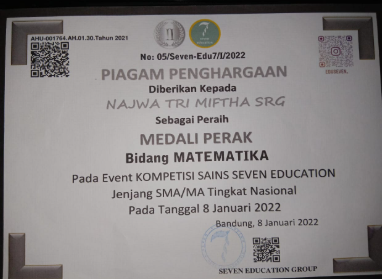 AHU-001764.AH.01.30.Tahun 2021
No: 05/Seven-Edu7/I/2022
PIAGAM PENGHARGAAN
Diberikan Kepada
NAJWA TRI MIFTHA SRG
Sebagai Peraih
MEDALI PERAK
Bidang MATEMATIKA
Pada Event KOMPETISI SAINS SEVEN EDUCATION
Jenjang SMA/MA Tingkat Nasional
Pada Tanggal 8 Januari 2022
Bandung, 8 Januari 2022
SEVEN EDUCATION GROUP